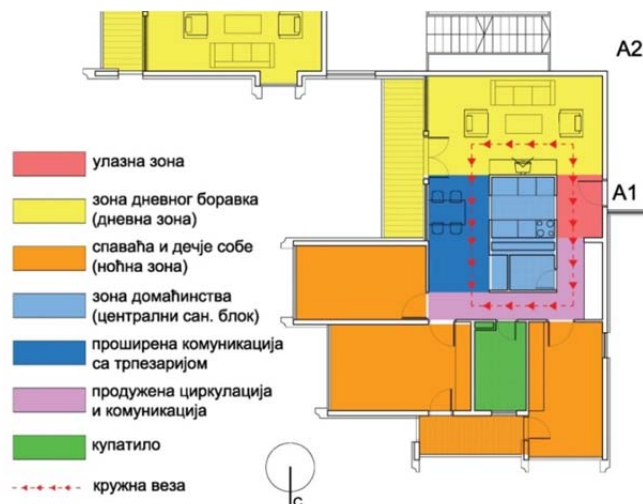 A2
A1
улазна зона
зона дневног боравка
(дневна зона)
спаваћа и дечје собе
(ноћна зона)
зона домаћинства
(централни сан. блок)
проширена комуникација
са трпезаријом
продужена циркулација
и комуникација
купатило
кружна веза